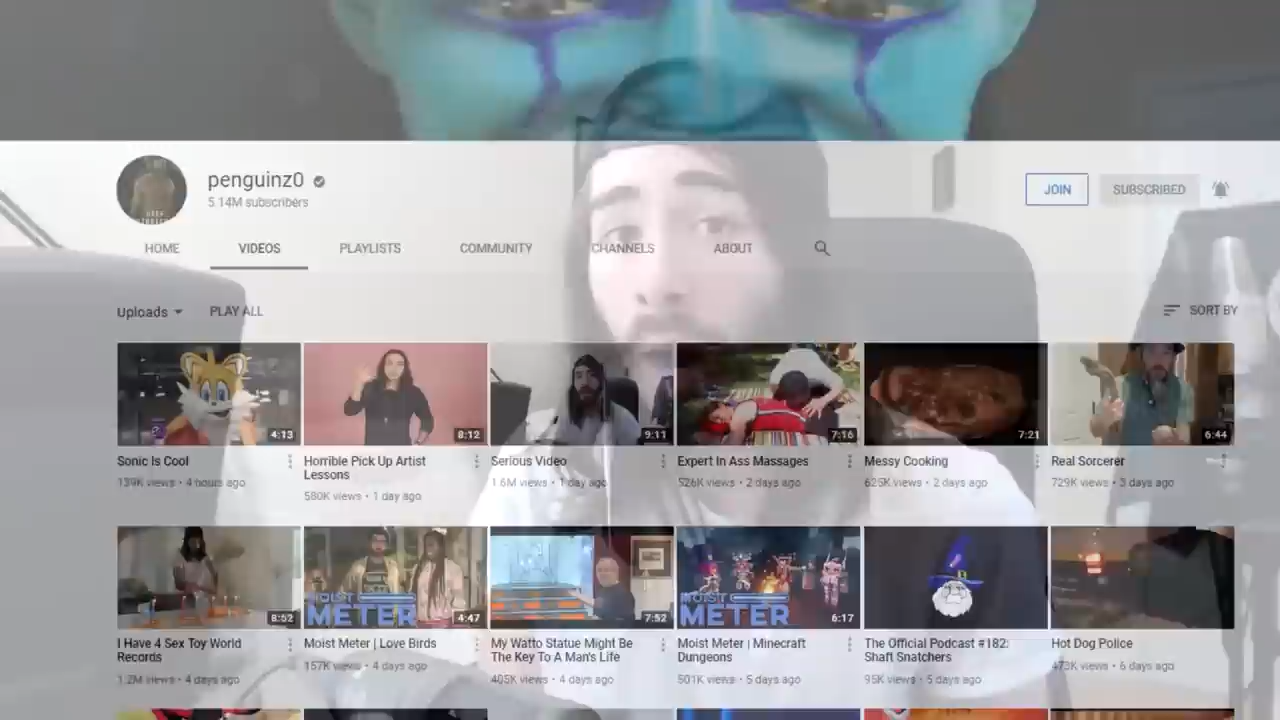 penguinz0
5.14M subscribers
JOIN
SUBSCRIBED
HOME
VIDEOS
PLAYLISTS
COMMUNITY
CHANNELS
ABOUT
Uploads
PLAY ALL
SORT BY
4:13
8:12
9:11
7:16
7:21
6:44
Sonic Is Cool
139K views • 4 hours ago
Horrible Pick Up Artist
Lessons
580K views • 1 day ago
Serious Video
1.6M views • 1 day ago
Expert In Ass Massages
526K views • 2 days ago
Messy Cooking
625K views • 2 days ago
Real Sorcerer
729K views • 3 days ago
8:52
MOIST
METER
4:47
7:52
MOIST
METER
6:17
I Have 4 Sex Toy World
Records
1.2M views • 4 days ago
Moist Meter | Love Birds
157K views • 4 days ago
My Watto Statue Might Be
The Key To A Man's Life
405K views • 4 days ago
Moist Meter | Minecraft
Dungeons
501K views • 5 days ago
The Official Podcast #182:
Shaft Snatchers
95K views • 5 days ago
Hot Dog Police
473K views • 6 days ago